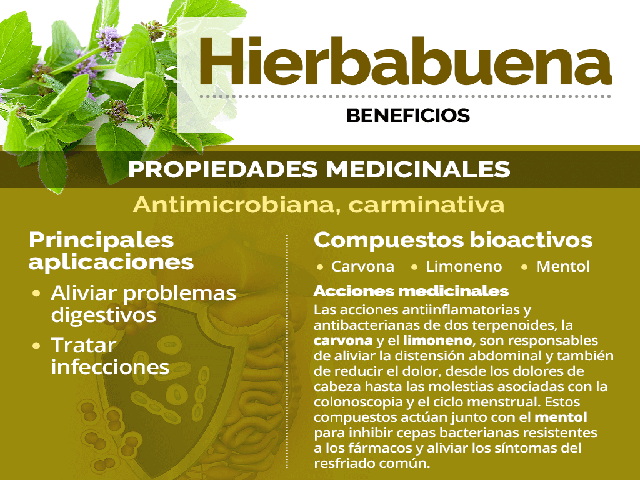 Hierbabuena
BENEFICIOS
PROPIEDADES MEDICINALES
Antimicrobiana, carminativa
Principales
aplicaciones
• Aliviar problemas
digestivos
• Tratar
infecciones
Compuestos bioactivos
• Carvona • Limoneno • Mentol
Acciones medicinales
Las acciones antiinflamatorias y
antibacterianas de dos terpenoides, la
carvona y el limoneno, son responsables
de aliviar la distensión abdominal y también
de reducir el dolor, desde los dolores de
cabeza hasta las molestias asociadas con la
colonoscopia y el ciclo menstrual. Estos
compuestos actúan junto con el mentol
para inhibir cepas bacterianas resistentes
a los fármacos y aliviar los síntomas del
resfriado común.